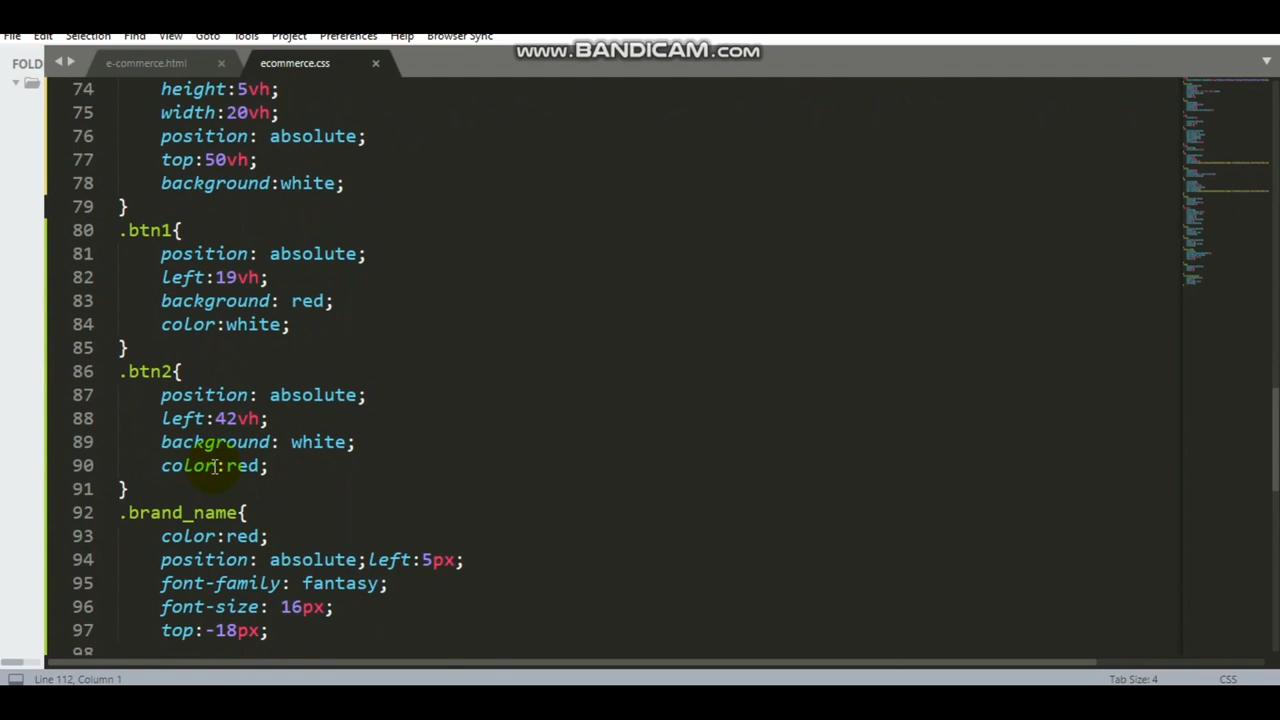 File Edit Selection Find View Goto Tools Project Preferences Help Browser Sync
www.BANDICAM.com
FOLD
e-commerce.html × ecommerce.css ×
74 height:5vh;
75 width:20vh;
76 position: absolute;
77 top:50vh;
78 background:white;
79 }
80 .btn1{
81 position: absolute;
82 left:19vh;
83 background: red;
84 color:white;
85 }
86 .btn2{
87 position: absolute;
88 left:42vh;
89 background: white;
90 color:red;
91 }
92 .brand_name{
93 color:red;
94 position: absolute;left:5px;
95 font-family: fantasy;
96 font-size: 16px;
97 top:-18px;
98
Line 112, Column 1
Tab Size: 4
CSS